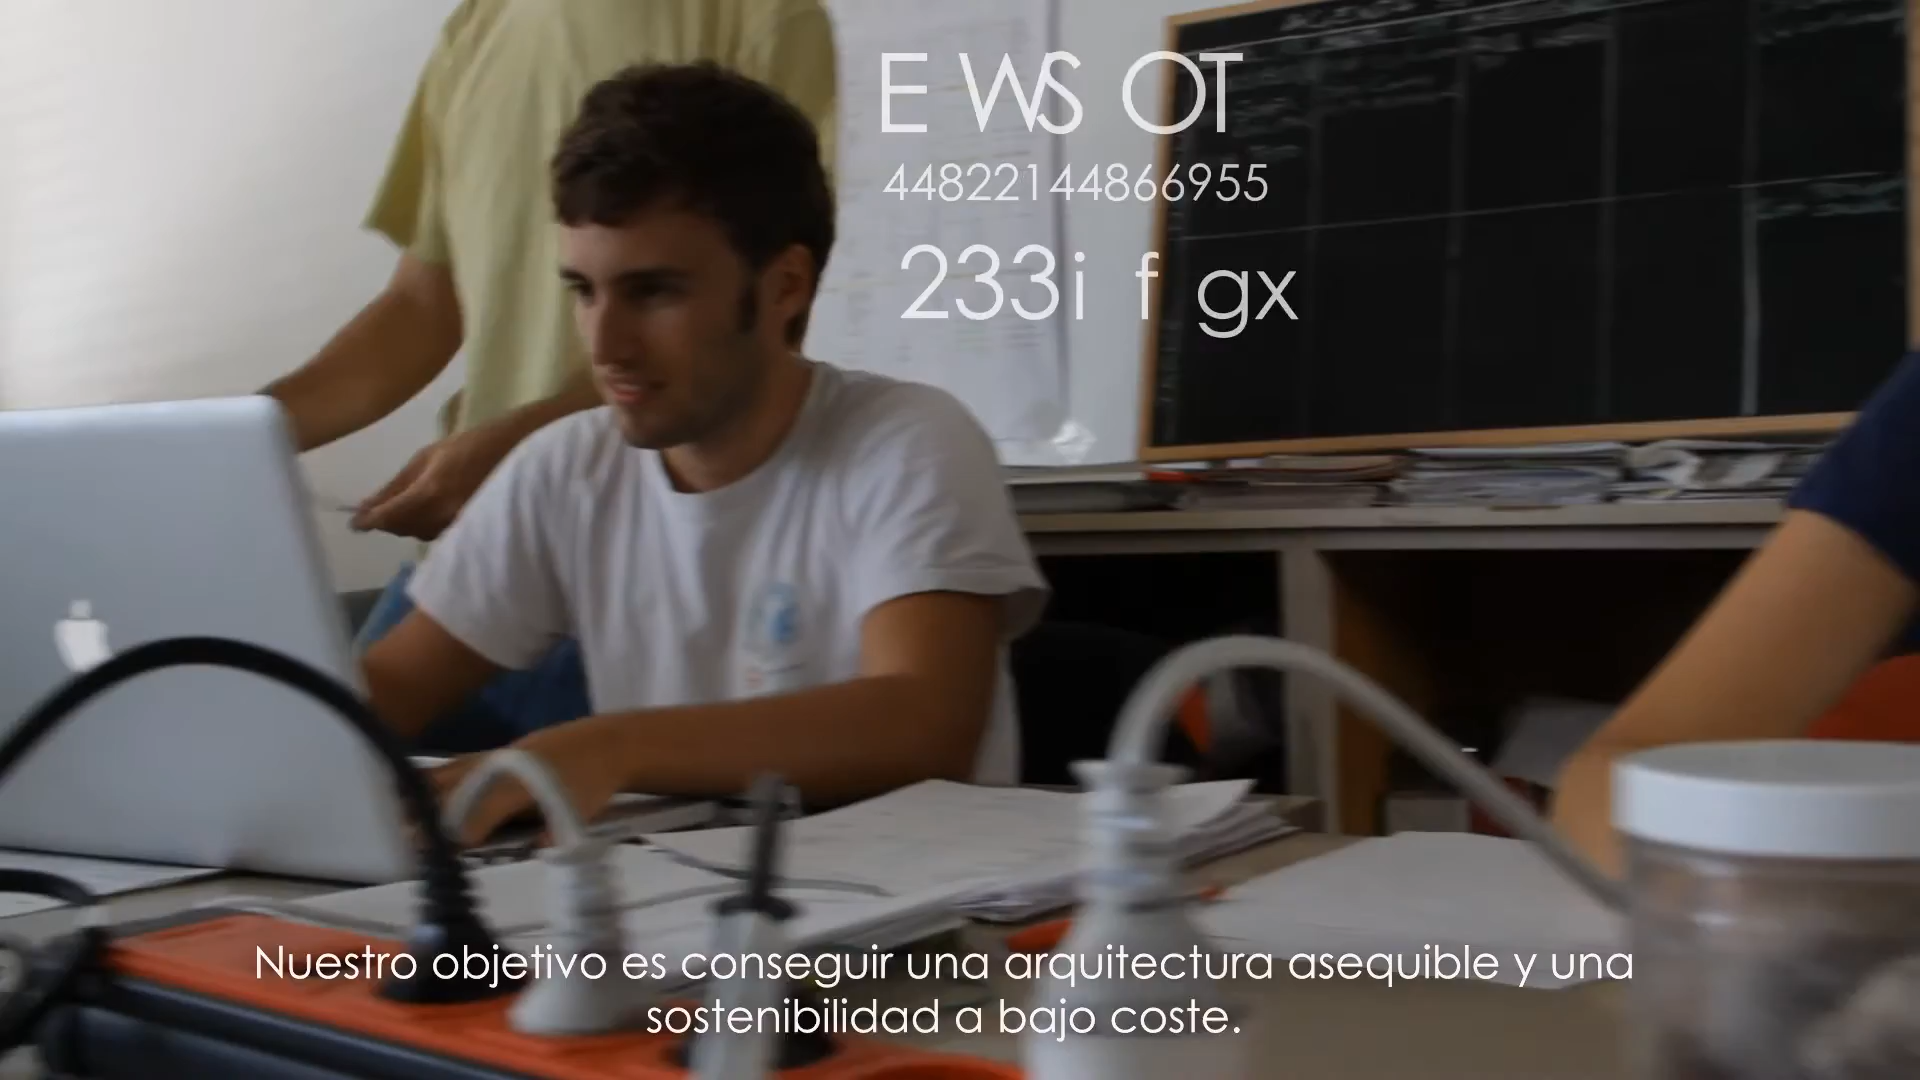 E WS OT
44822144866955
233i f gx
Nuestro objetivo es conseguir una arquitectura asequible y una
sostenibilidad a bajo coste.